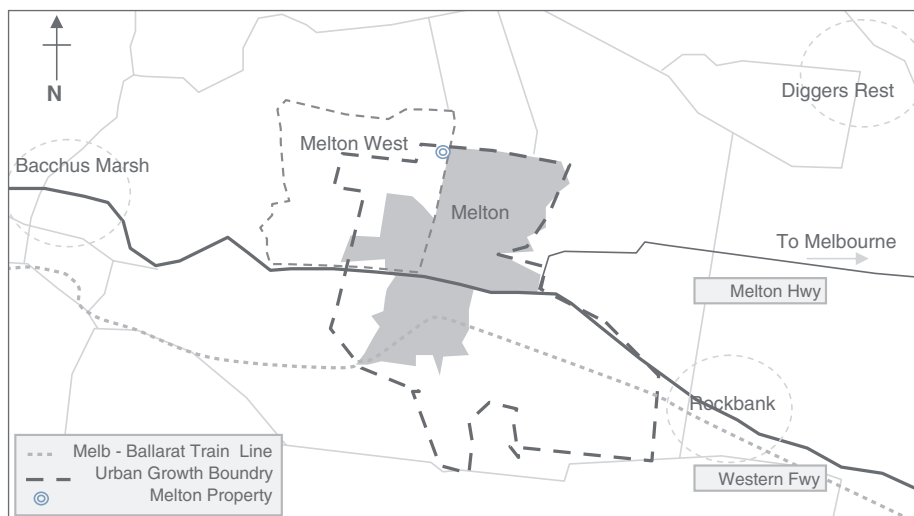 N
Diggers Rest
Melton West
Bacchus Marsh
Melton
To Melbourne
Melton Hwy
Rockbank
Melb - Ballarat Train Line
Urban Growth Boundry
Melton Property
Western Fwy